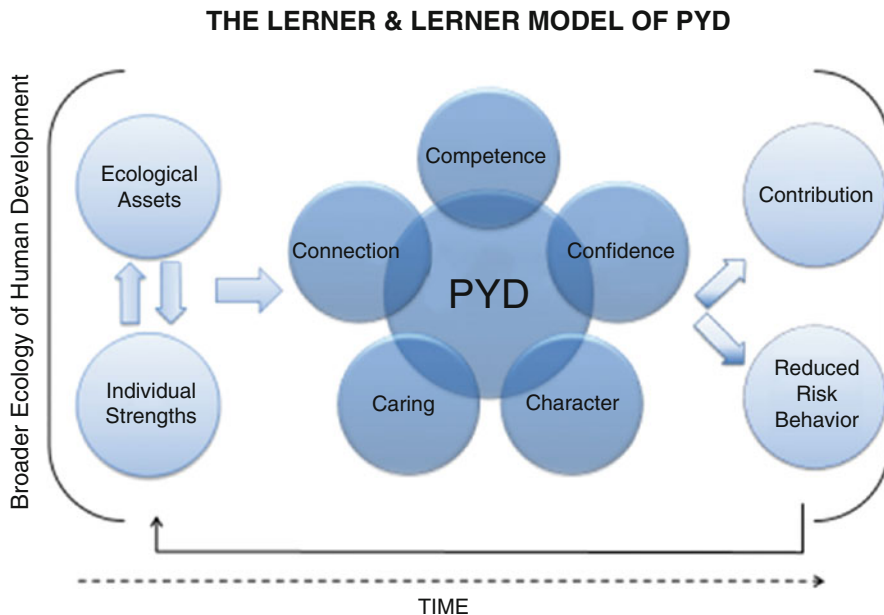 THE LERNER & LERNER MODEL OF PYD
Broader Ecology of Human Development
Ecological
Assets
Individual
Strengths
Competence
Connection
Confidence
PYD
Caring
Character
Contribution
Reduced
Risk
Behavior
TIME